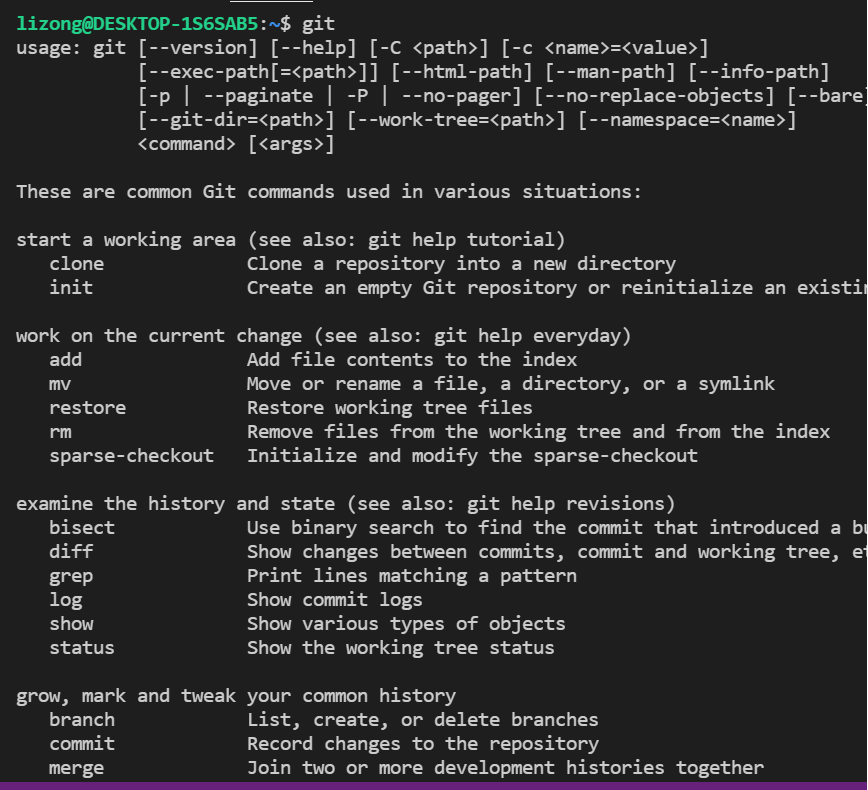 lizong@DESKTOP-1S6SAB5:~$ git
usage: git [--version] [--help] [-C <path>] [-c <name>=<value>]
           [--exec-path[=<path>]] [--html-path] [--man-path] [--info-path]
           [-p | --paginate | -P | --no-pager] [--no-replace-objects] [--bare]
           [--git-dir=<path>] [--work-tree=<path>] [--namespace=<name>]
           <command> [<args>]

These are common Git commands used in various situations:

start a working area (see also: git help tutorial)
   clone             Clone a repository into a new directory
   init              Create an empty Git repository or reinitialize an

work on the current change (see also: git help everyday)
   add               Add file contents to the index
   mv                Move or rename a file, a directory, or a symlink
   restore           Restore working tree files
   rm                Remove files from the working tree and from the index
   sparse-checkout   Initialize and modify the sparse-checkout

examine the history and state (see also: git help revisions)
   bisect            Use binary search to find the commit that introduced a
   diff              Show changes between commits, commit and working tree,
   grep              Print lines matching a pattern
   log               Show commit logs
   show              Show various types of objects
   status            Show the working tree status

grow, mark and tweak your common history
   branch            List, create, or delete branches
   commit            Record changes to the repository
   merge             Join two or more development histories together